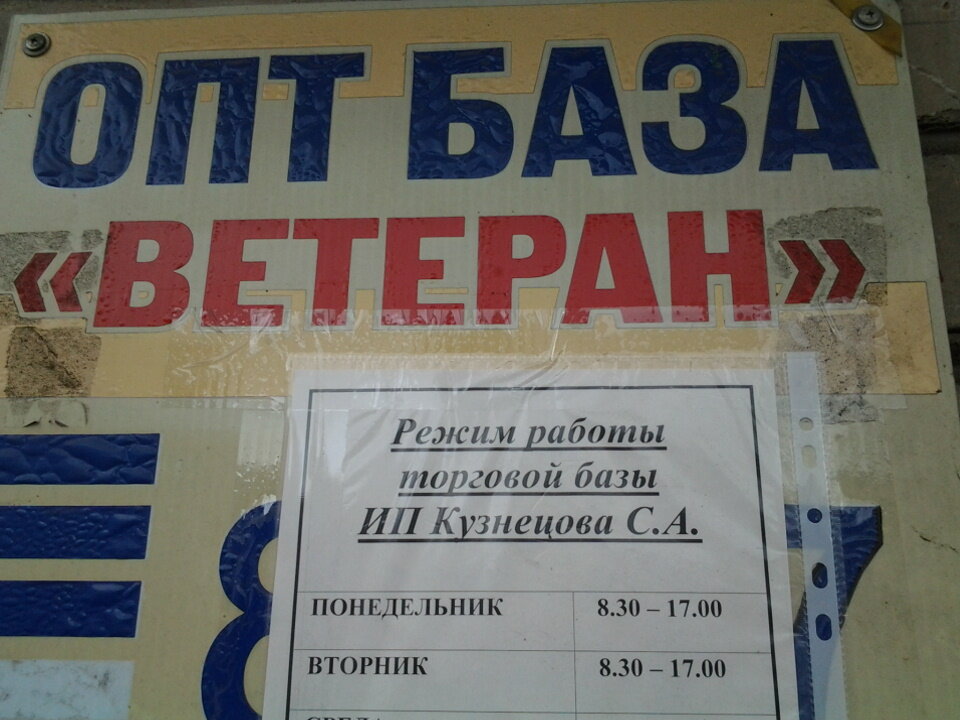 ОПТ БАЗА
«ВЕТЕРАН»
Режим работы
торговой базы
ИП Кузнецова С.А.
ПОНЕДЕЛЬНИК 8.30 – 17.00
ВТОРНИК 8.30 – 17.00